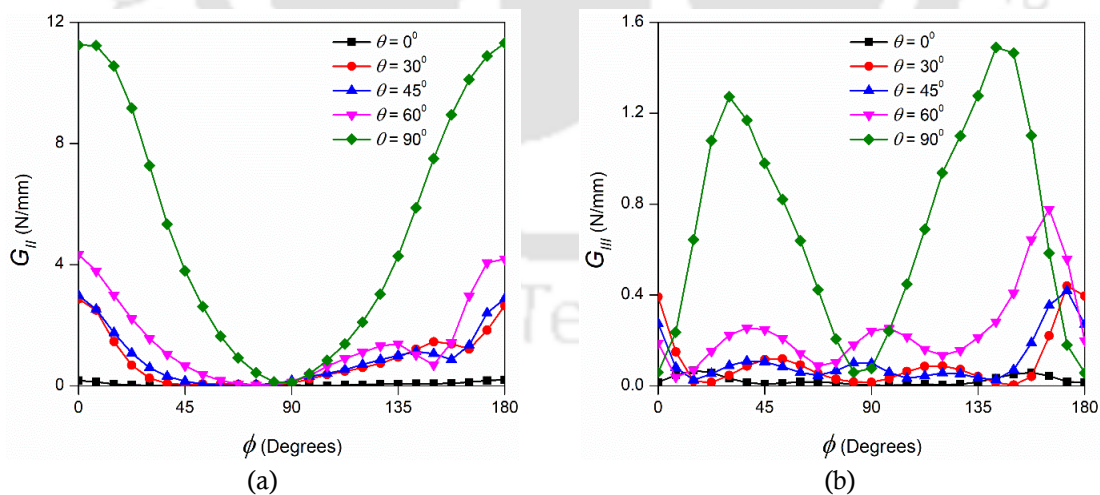 12
8
4
0
G_II (N/mm)
0 45 90 135 180
ϕ (Degrees)
θ = 0⁰
θ = 30⁰
θ = 45⁰
θ = 60⁰
θ = 90⁰
(a)
1.6
1.2
0.8
0.4
0.0
G_III (N/mm)
0 45 90 135 180
ϕ (Degrees)
θ = 0⁰
θ = 30⁰
θ = 45⁰
θ = 60⁰
θ = 90⁰
(b)